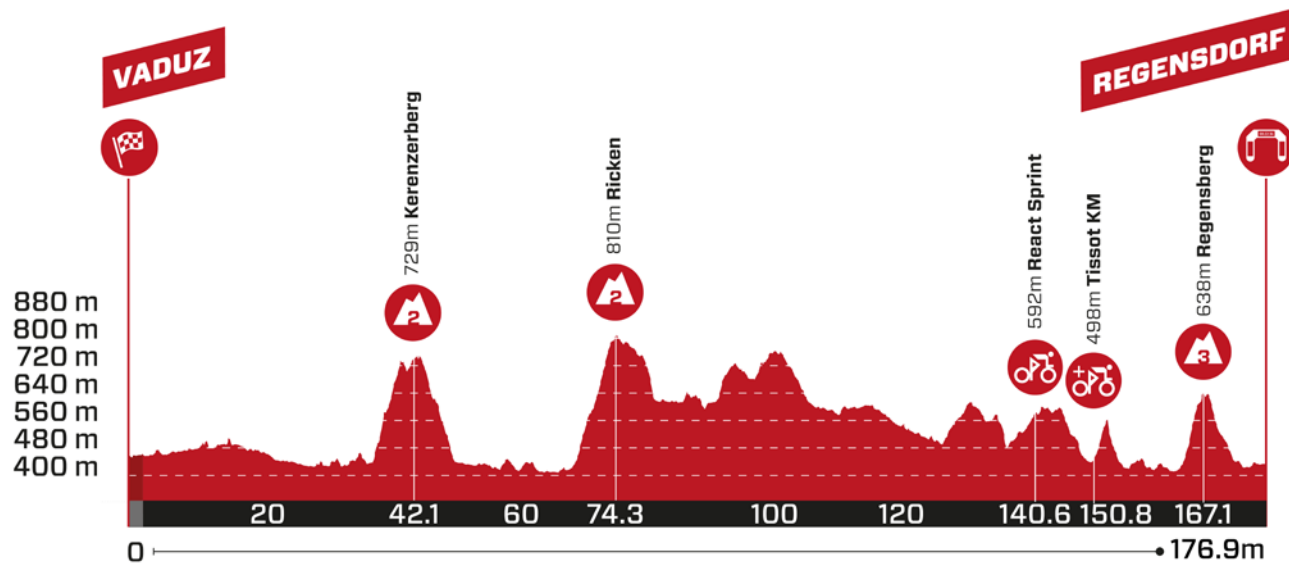 VADUZ
REGENSDORF
729m Kerenzerberg
810m Ricken
592m React Sprint
498m Tissot KM
638m Regensberg
2
2
3
+
880 m
800 m
720 m
640 m
560 m
480 m
400 m
20 42.1 60 74.3 100 120 140.6 150.8 167.1
0 176.9m